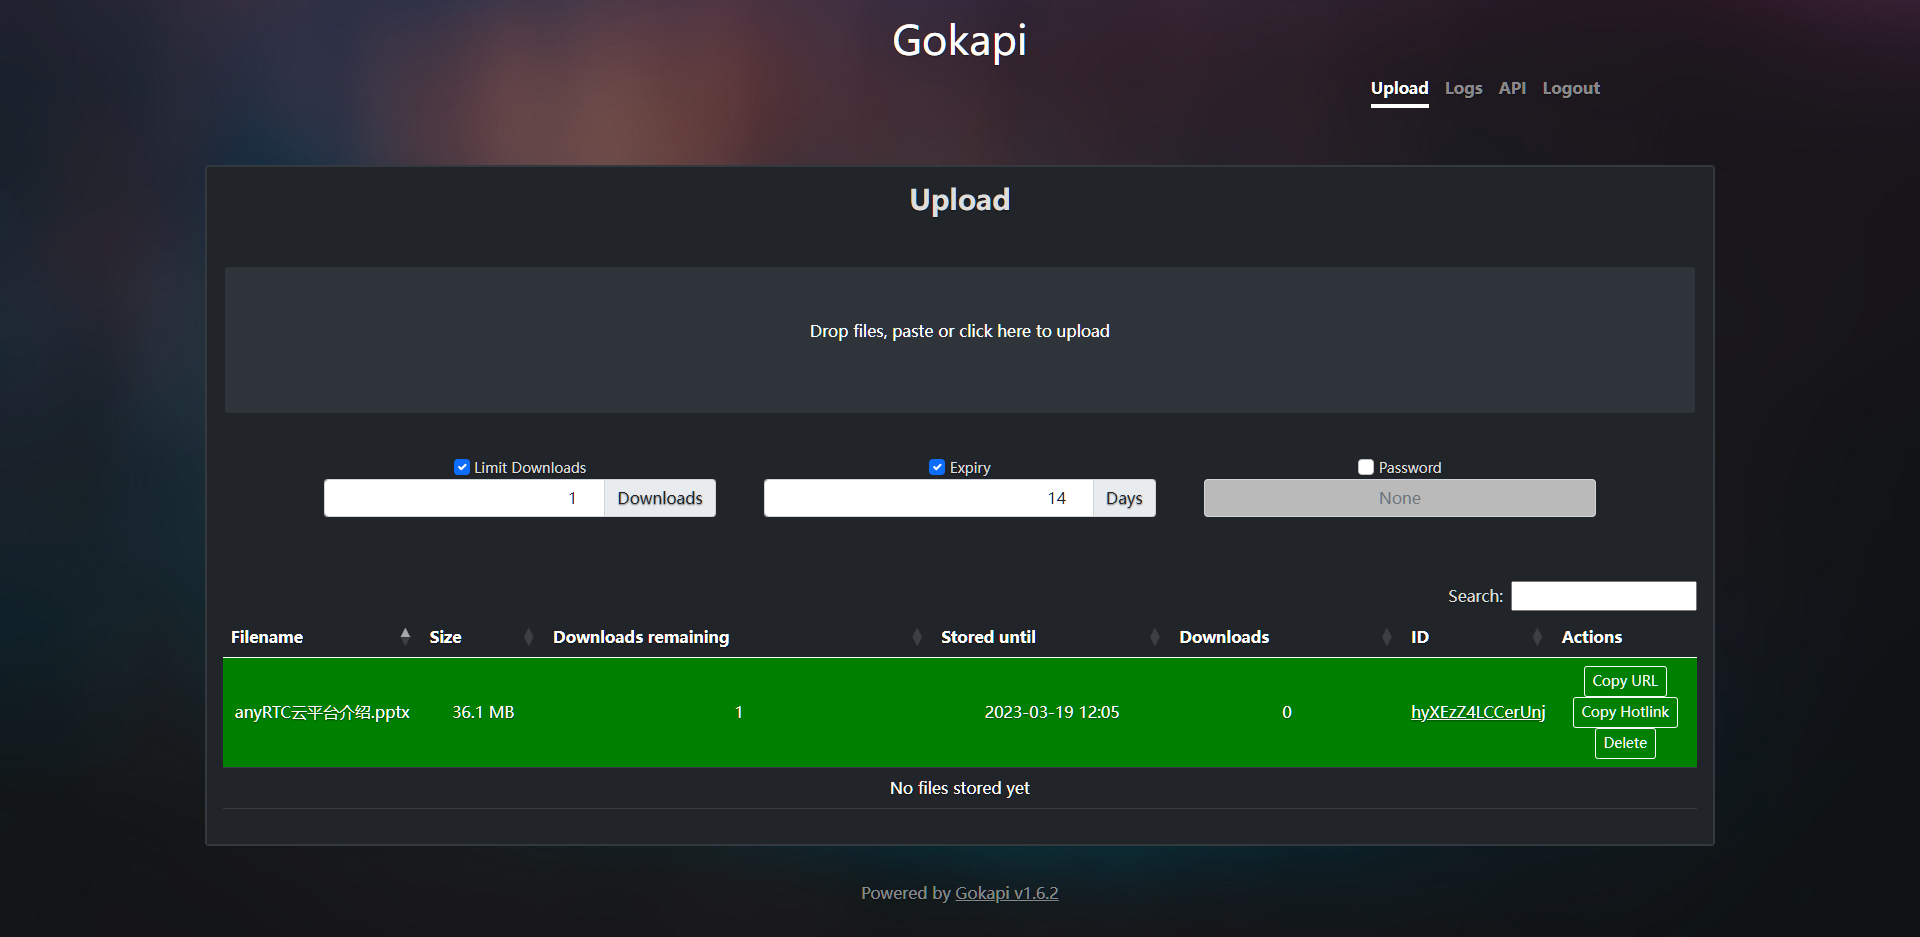 Gokapi
Upload Logs API Logout
Upload
Drop files, paste or click here to upload
Limit Downloads Expiry Password
1 Downloads 14 Days None
Search:
Filename Size Downloads remaining Stored until Downloads ID Actions
anyRTC云平台介绍.pptx 36.1 MB 1 2023-03-19 12:05 0 hyXEzZ4LCCerUnj
Copy URL
Copy Hotlink
Delete
No files stored yet
Powered by Gokapi v1.6.2